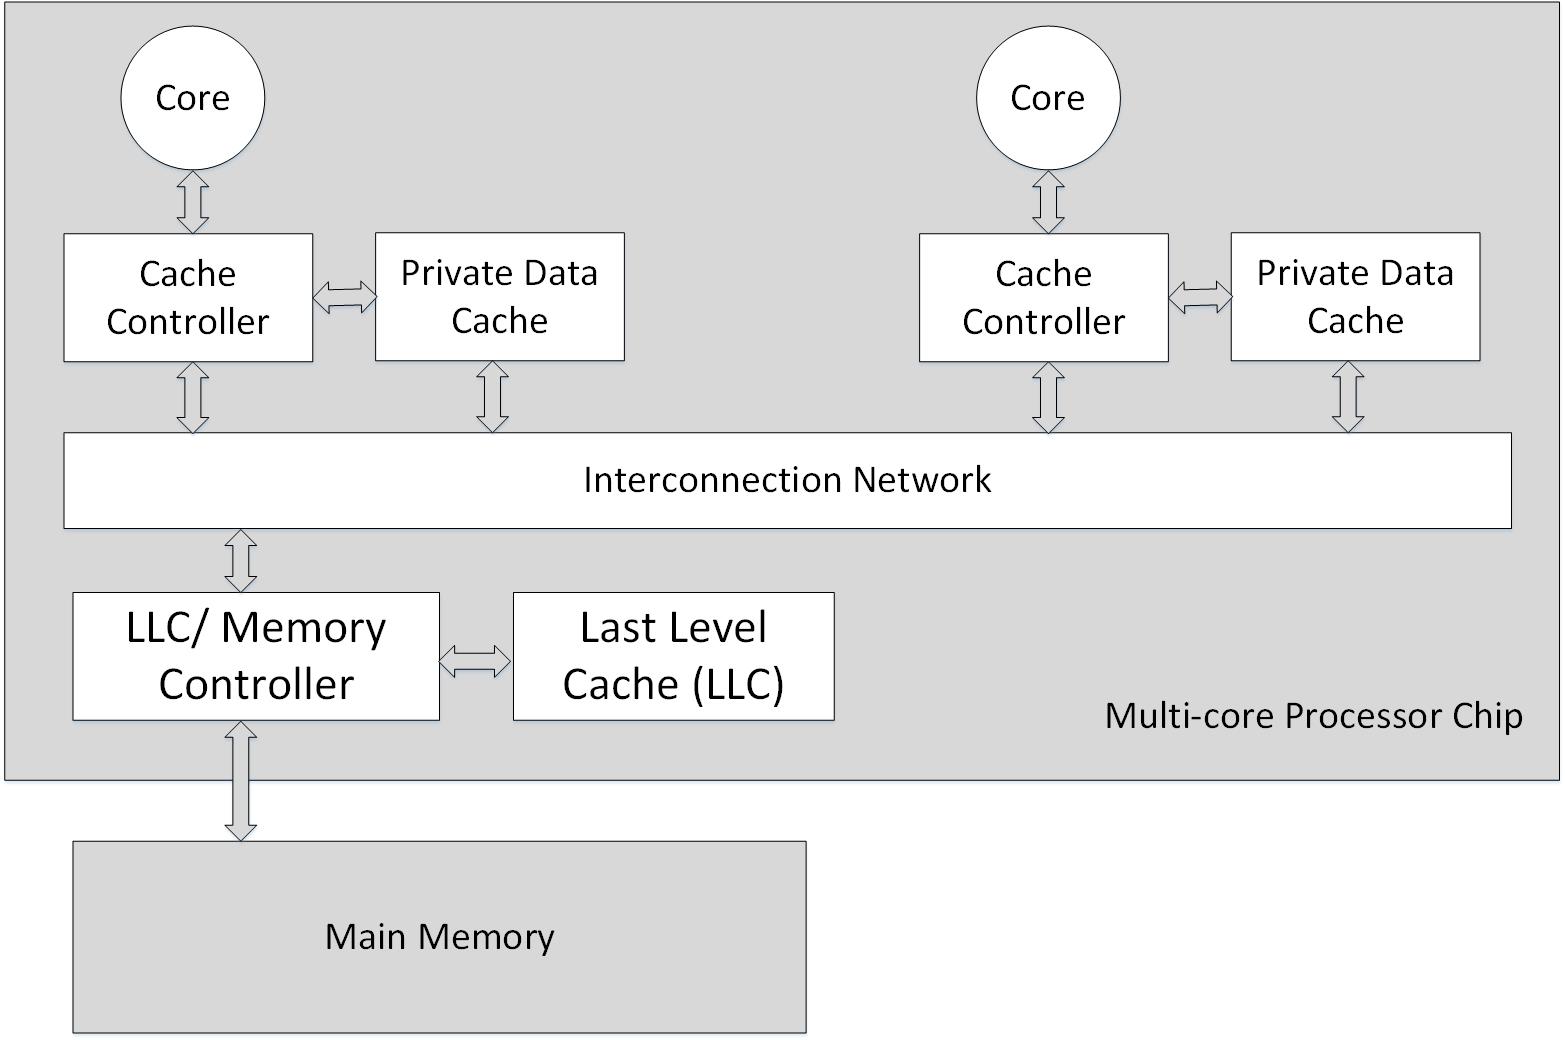 Core
Core
Cache
Controller
Private Data
Cache
Cache
Controller
Private Data
Cache
Interconnection Network
LLC/ Memory
Controller
Last Level
Cache (LLC)
Multi-core Processor Chip
Main Memory